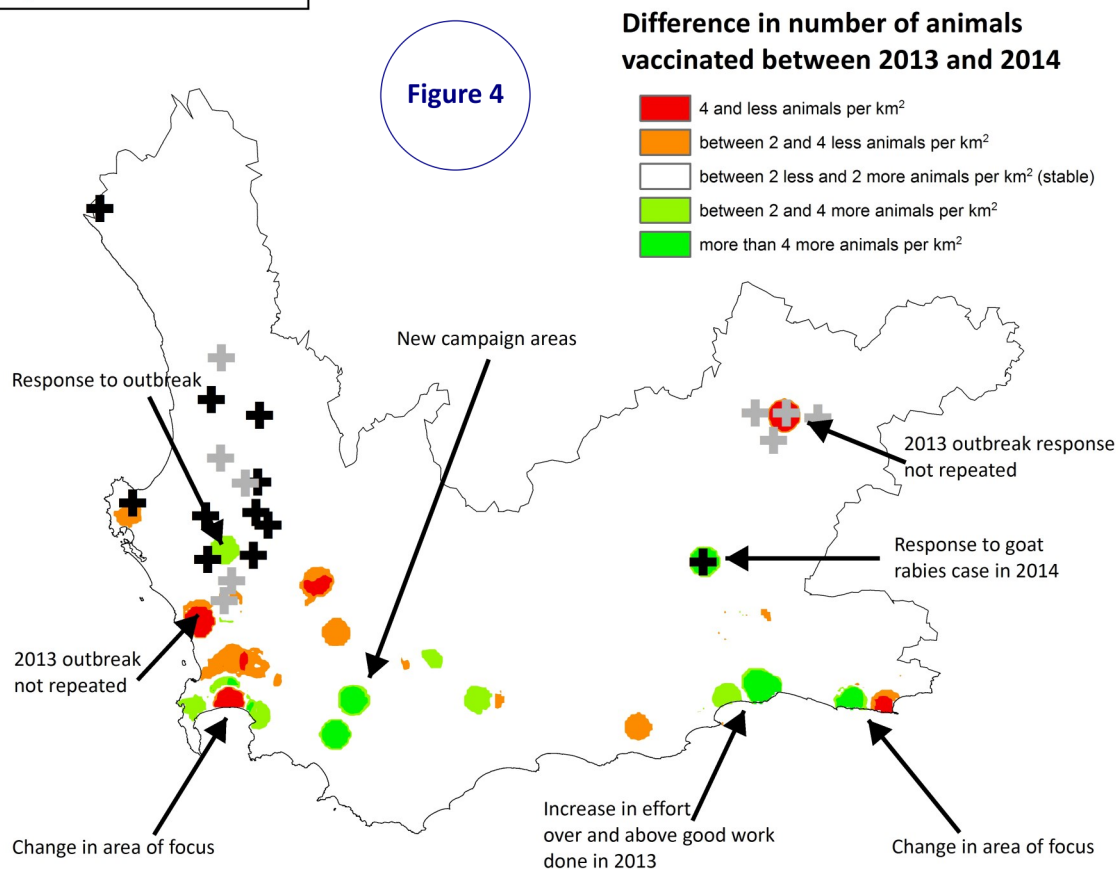 Figure 4
Difference in number of animals
vaccinated between 2013 and 2014
4 and less animals per km²
between 2 and 4 less animals per km²
between 2 less and 2 more animals per km² (stable)
between 2 and 4 more animals per km²
more than 4 more animals per km²
New campaign areas
Response to outbreak
2013 outbreak response
not repeated
Response to goat
rabies case in 2014
2013 outbreak
not repeated
Increase in effort
over and above good work
done in 2013
Change in area of focus
Change in area of focus